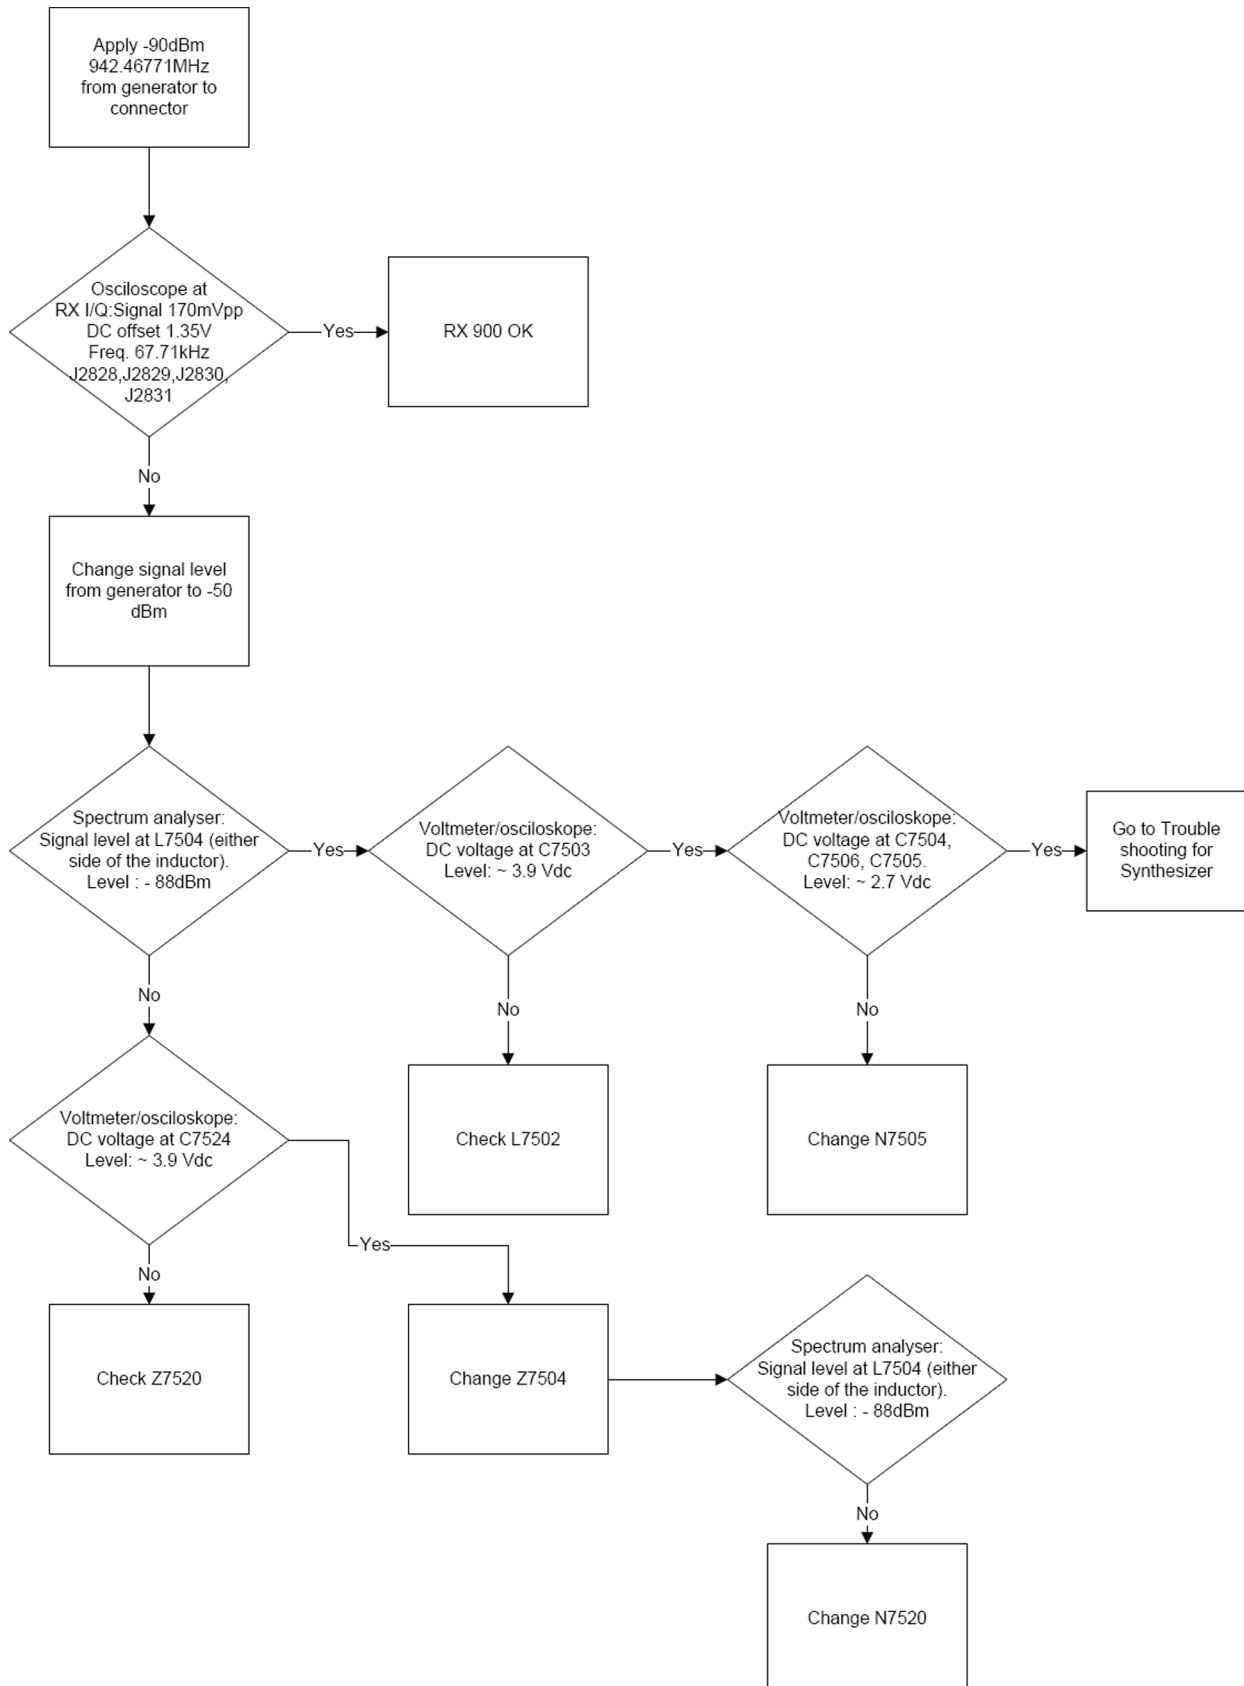 Apply -90dBm
942.46771MHz
from generator to
connector
Osciloscope at
RX I/Q:Signal 170mVpp
DC offset 1.35V
Freq. 67.71kHz
J2828,J2829,J2830,
J2831
Yes
RX 900 OK
No
Change signal level
from generator to -50
dBm
Spectrum analyser:
Signal level at L7504 (either
side of the inductor).
Level : - 88dBm
Yes
Voltmeter/osciloskope:
DC voltage at C7503
Level: ~ 3.9 Vdc
Yes
Voltmeter/osciloskope:
DC voltage at C7504,
C7506, C7505.
Level: ~ 2.7 Vdc
Yes
Go to Trouble
shooting for
Synthesizer
No
No
No
Voltmeter/osciloskope:
DC voltage at C7524
Level: ~ 3.9 Vdc
Check L7502
Change N7505
Yes
No
Check Z7520
Change Z7504
Spectrum analyser:
Signal level at L7504 (either
side of the inductor).
Level : - 88dBm
No
Change N7520